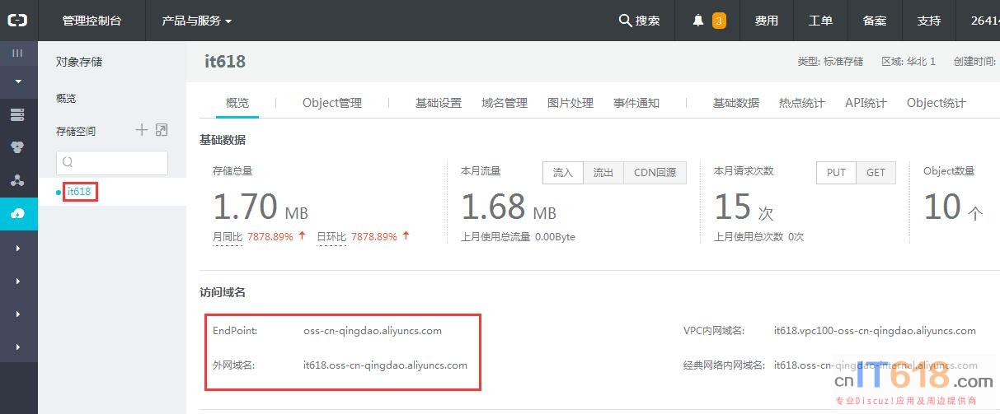 管理控制台 产品与服务 搜索 3 费用 工单 备案 支持 2641
对象存储
概览
存储空间
it618
it618 类型: 标准存储 区域: 华北 1 创建时间:
概览 Object管理 基础设置 域名管理 图片处理 事件通知 基础数据 热点统计 API统计 Object统计
基础数据
存储总量 本月流量 流入 流出 CDN回源 本月请求次数 PUT GET Object数量
1.70 MB 1.68 MB 15 次 10 个
月同比 7878.89% 日环比 7878.89% 上月使用总流量 0.00Byte 上月使用总次数 0次
访问域名
EndPoint: oss-cn-qingdao.aliyuncs.com VPC内网域名: it618.vpc100-oss-cn-qingdao.aliyuncs.com
外网域名: it618.oss-cn-qingdao.aliyuncs.com 经典网络内网域名: it618.oss-cn-qingdao-internal.aliyuncs.com
cnIT618.com
专业Discuz!应用及周边提供商